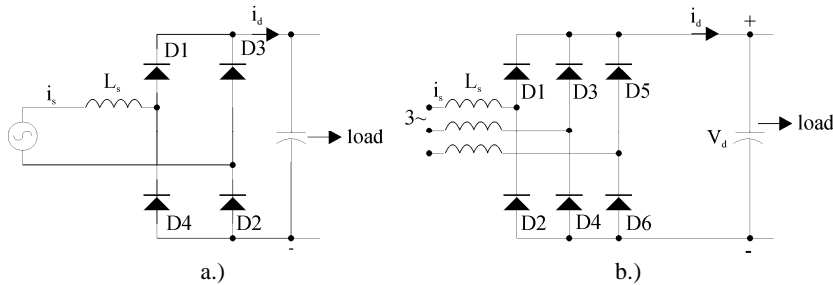 i_d
D1
D3
i_s
L_s
load
D4
D2
-
a.)
i_d
+
D1
D3
D5
i_s
L_s
3~
V_d
load
D2
D4
D6
-
b.)